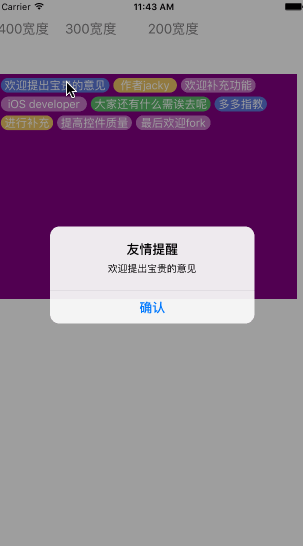 Carrier 11:43 AM
400宽度 300宽度 200宽度
欢迎提出宝贵的意见 作者jacky 欢迎补充功能
iOS developer 大家还有什么需诶去呢 多多指教
进行补充 提高控件质量 最后欢迎fork
友情提醒
欢迎提出宝贵的意见
确认